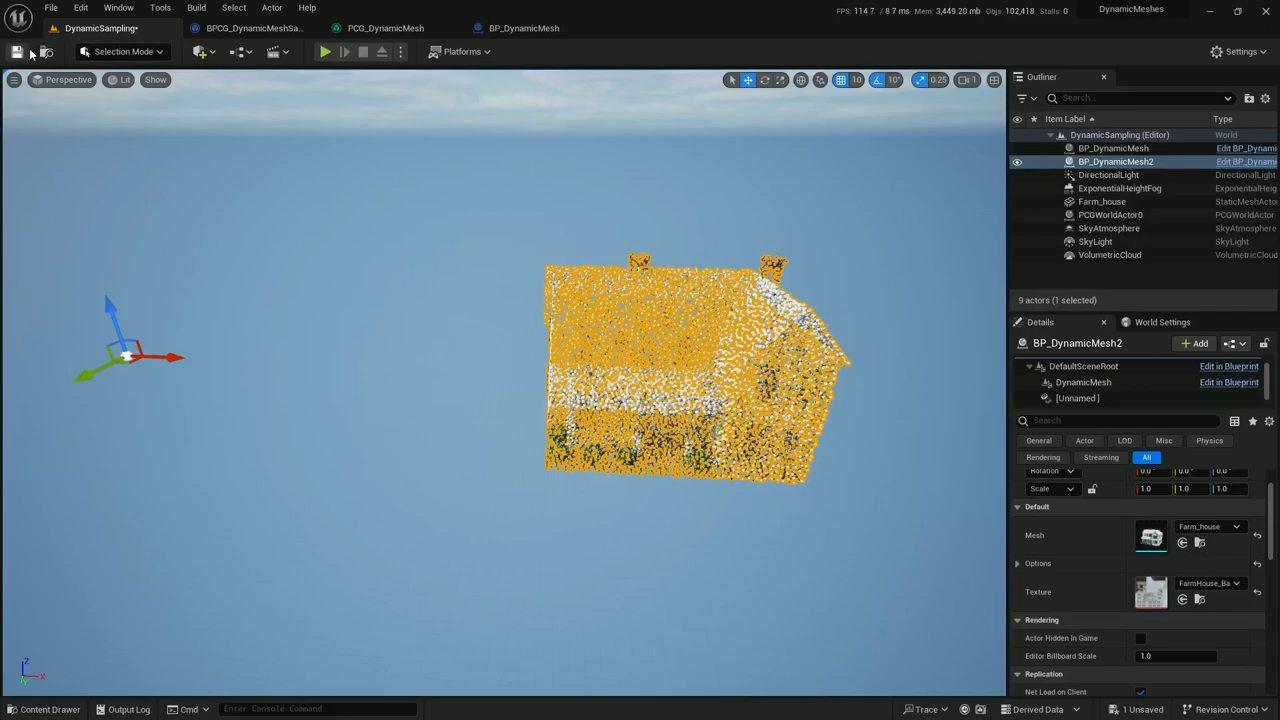 File Edit Window Tools Build Select Actor Help
FPS: 114.7 / 8.7 ms Mem: 3,449.20 mb Objs: 102,418 Stalls: 0 DynamicMeshes
DynamicSampling* BPCG_DynamicMeshSa... PCG_DynamicMesh BP_DynamicMesh
Selection Mode Platforms Settings
Perspective Lit Show 10 10° 0.25 1
Outliner
Search...
Item Label Type
DynamicSampling (Editor) World
BP_DynamicMesh Edit BP_Dynami
BP_DynamicMesh2 Edit BP_Dynami
DirectionalLight DirectionalLight
ExponentialHeightFog ExponentialHeig
Farm_house StaticMeshActor
PCGWorldActor0 PCGWorldActor
SkyAtmosphere SkyAtmosphere
SkyLight SkyLight
VolumetricCloud VolumetricCloud
9 actors (1 selected)
Details World Settings
BP_DynamicMesh2 Add
DefaultSceneRoot Edit in Blueprint
DynamicMesh Edit in Blueprint
[Unnamed ]
Search
General Actor LOD Misc Physics
Rendering Streaming All
Rotation 0.0° 0.0° 0.0°
Scale 1.0 1.0 1.0
Default
Mesh Farm_house
Options
Texture FarmHouse_Ba
Rendering
Actor Hidden In Game
Editor Billboard Scale 1.0
Replication
Net Load on Client
Z
X
Content Drawer Output Log Cmd Enter Console Command Trace Derived Data 1 Unsaved Revision Control